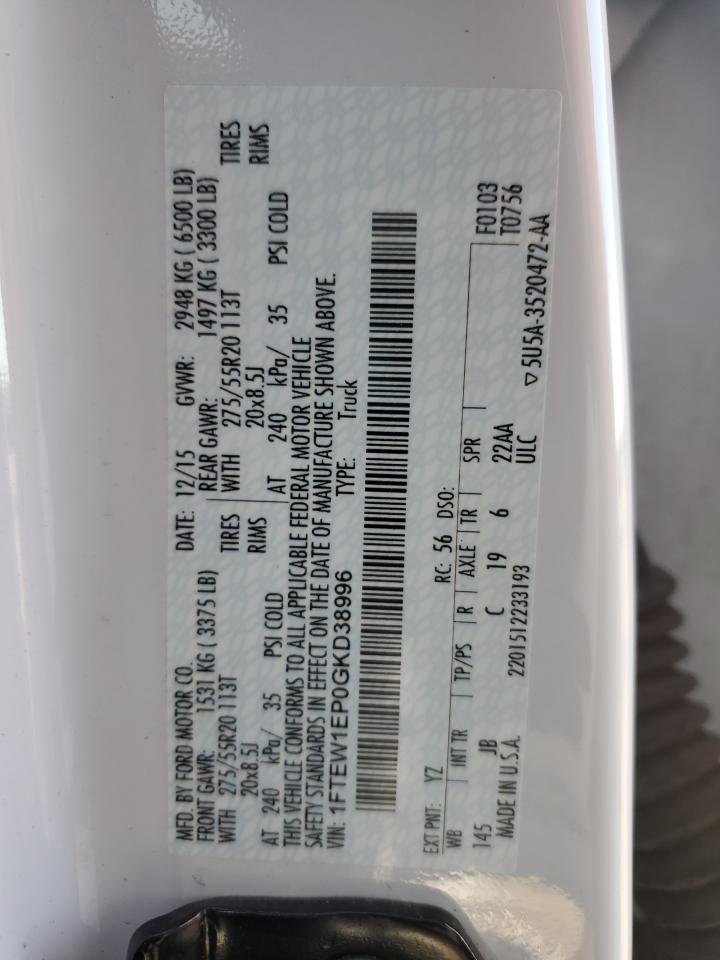 MFD. BY FORD MOTOR CO. DATE: 12/15 GVWR: 2948 KG ( 6500 LB)
FRONT GAWR: 1531 KG ( 3375 LB) REAR GAWR: 1497 KG ( 3300 LB)
WITH 275/55R20 113T TIRES WITH 275/55R20 113T TIRES
20x8.5J RIMS 20x8.5J RIMS
AT 240 kPa/ 35 PSI COLD AT 240 kPa/ 35 PSI COLD
THIS VEHICLE CONFORMS TO ALL APPLICABLE FEDERAL MOTOR VEHICLE
SAFETY STANDARDS IN EFFECT ON THE DATE OF MANUFACTURE SHOWN ABOVE.
VIN: 1FTEW1EP0GKD38996 TYPE: Truck
EXT PNT: YZ RC: 56 DSO:
WB INT TR TP/PS R AXLE TR SPR F0103
145 JB C 19 6 22AA T0756
MADE IN U.S.A. 2201512233193 ULC ▽5U5A-3520472-AA